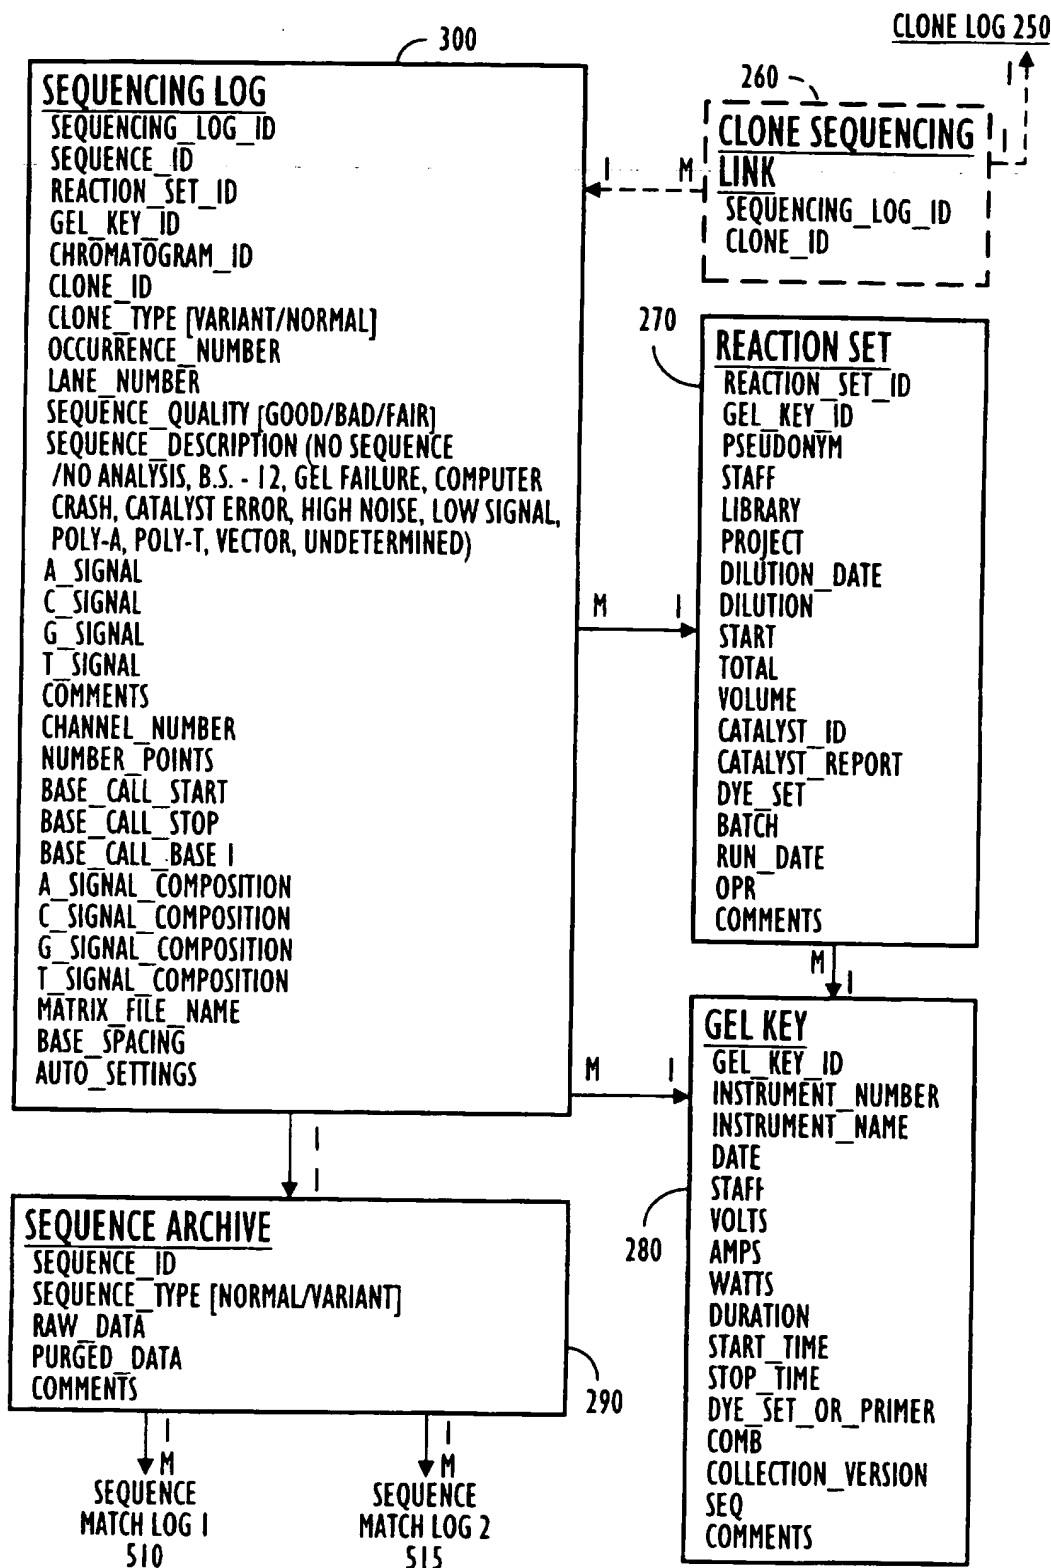 CLONE LOG 250
300
SEQUENCING LOG
SEQUENCING_LOG_ID
SEQUENCE_ID
REACTION_SET_ID
GEL_KEY_ID
CHROMATOGRAM_ID
CLONE_ID
CLONE_TYPE [VARIANT/NORMAL]
OCCURRENCE_NUMBER
LANE_NUMBER
SEQUENCE_QUALITY [GOOD/BAD/FAIR]
SEQUENCE_DESCRIPTION (NO SEQUENCE
/NO ANALYSIS, B.S. - 12, GEL FAILURE, COMPUTER
CRASH, CATALYST ERROR, HIGH NOISE, LOW SIGNAL,
POLY-A, POLY-T, VECTOR, UNDETERMINED)
A_SIGNAL
C_SIGNAL
G_SIGNAL
T_SIGNAL
COMMENTS
CHANNEL_NUMBER
NUMBER_POINTS
BASE_CALL_START
BASE_CALL_STOP
BASE_CALL_BASE 1
A_SIGNAL_COMPOSITION
C_SIGNAL_COMPOSITION
G_SIGNAL_COMPOSITION
T_SIGNAL_COMPOSITION
MATRIX_FILE_NAME
BASE_SPACING
AUTO_SETTINGS
1
1
260
CLONE SEQUENCING
LINK
SEQUENCING_LOG_ID
CLONE_ID
1 M
270
REACTION SET
REACTION_SET_ID
GEL_KEY_ID
PSEUDONYM
STAFF
LIBRARY
PROJECT
DILUTION_DATE
DILUTION
START
TOTAL
VOLUME
CATALYST_ID
CATALYST_REPORT
DYE_SET
BATCH
RUN_DATE
OPR
COMMENTS
M 1
M
1
GEL KEY
GEL_KEY_ID
INSTRUMENT_NUMBER
INSTRUMENT_NAME
DATE
STAFF
VOLTS
AMPS
WATTS
DURATION
START_TIME
STOP_TIME
DYE_SET_OR_PRIMER
COMB
COLLECTION_VERSION
SEQ
COMMENTS
280
M 1
1
1
SEQUENCE ARCHIVE
SEQUENCE_ID
SEQUENCE_TYPE [NORMAL/VARIANT]
RAW_DATA
PURGED_DATA
COMMENTS
290
1
M
SEQUENCE
MATCH LOG 1
510
1
M
SEQUENCE
MATCH LOG 2
515